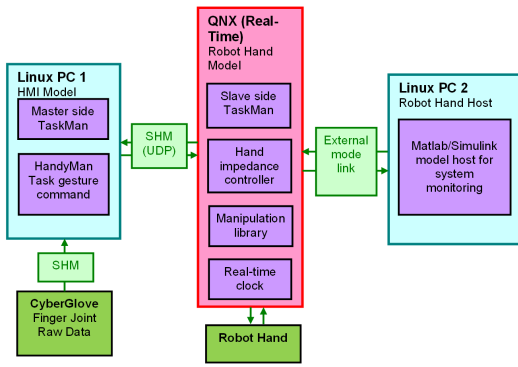 Linux PC 1
HMI Model
Master side
TaskMan
HandyMan
Task gesture
command
SHM
CyberGlove
Finger Joint
Raw Data
SHM
(UDP)
QNX (Real-
Time)
Robot Hand
Model
Slave side
TaskMan
Hand
impedance
controller
Manipulation
library
Real-time
clock
Robot Hand
External
mode
link
Linux PC 2
Robot Hand Host
Matlab/Simulink
model host for
system
monitoring